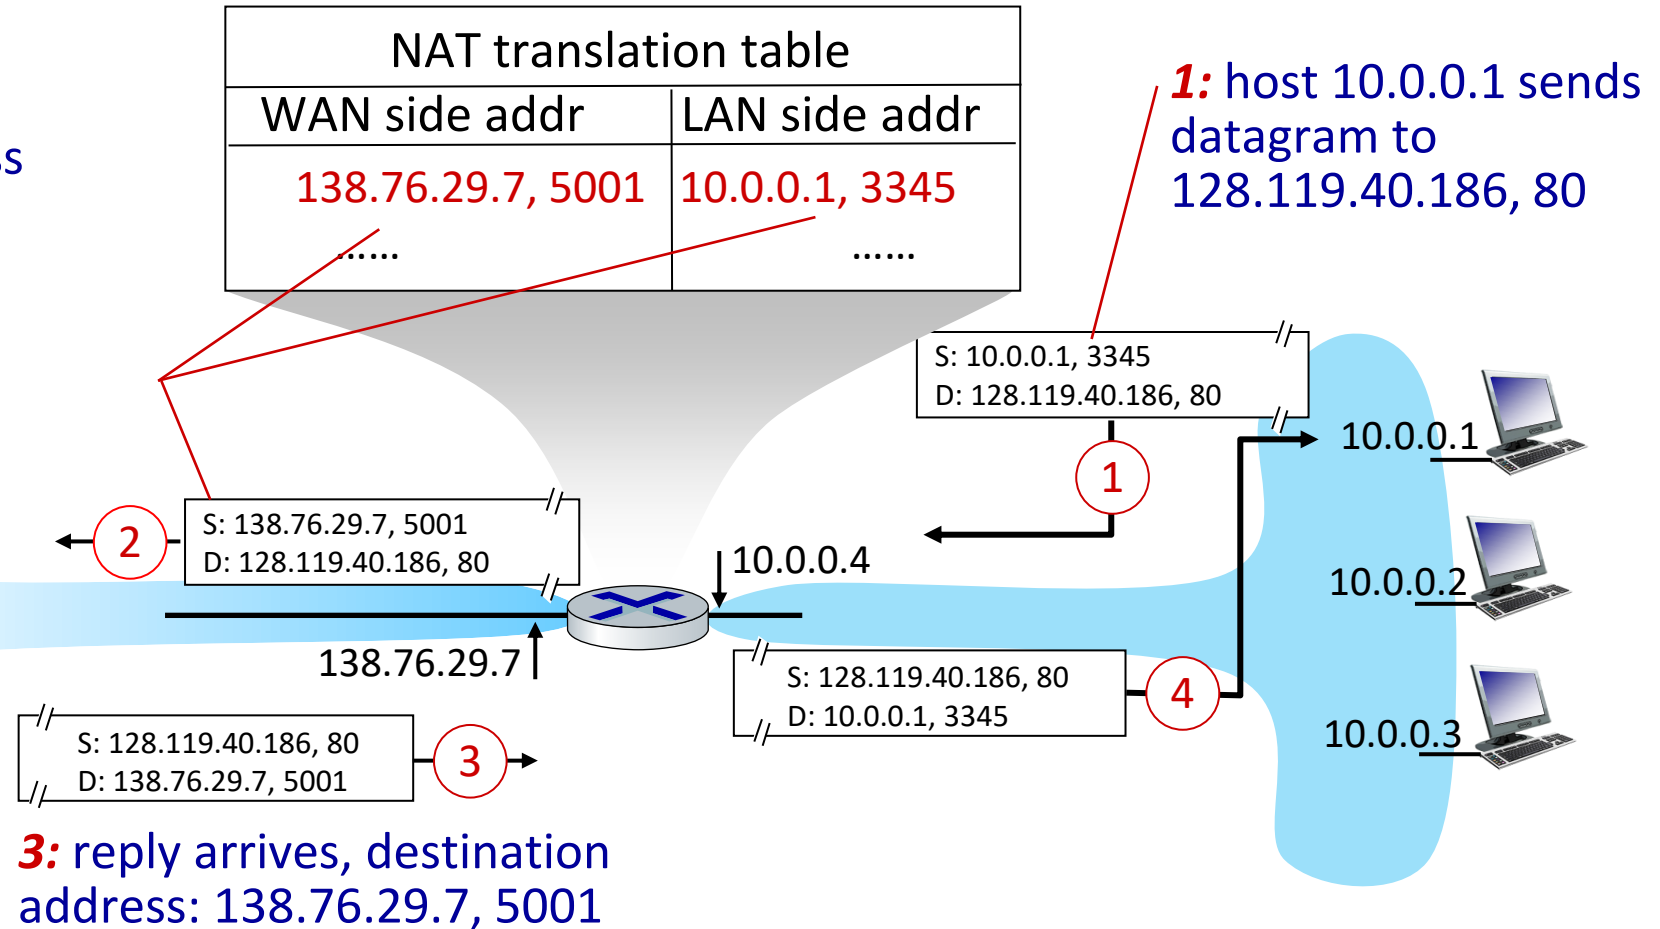 NAT translation table
WAN side addr
LAN side addr
138.76.29.7, 5001
10.0.0.1, 3345
......
......
1: host 10.0.0.1 sends
datagram to
128.119.40.186, 80
S: 10.0.0.1, 3345
D: 128.119.40.186, 80
1
10.0.0.1
S: 138.76.29.7, 5001
D: 128.119.40.186, 80
2
10.0.0.4
10.0.0.2
138.76.29.7
S: 128.119.40.186, 80
D: 10.0.0.1, 3345
4
10.0.0.3
S: 128.119.40.186, 80
D: 138.76.29.7, 5001
3
3: reply arrives, destination
address: 138.76.29.7, 5001